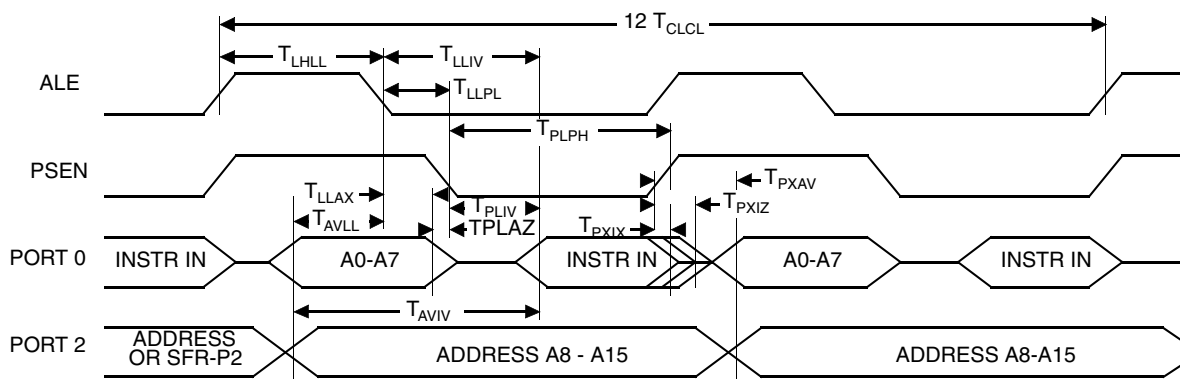 12 TCLCL
TLHLL TLLIV
ALE
TLLPL
TPLPH
PSEN
TLLAX TPXAV
TAVLL TPLIV TPXIZ
TPLAZ TPXIX
PORT 0 INSTR IN A0-A7 INSTR IN A0-A7 INSTR IN
TAVIV
PORT 2 ADDRESS
OR SFR-P2 ADDRESS A8 - A15 ADDRESS A8-A15